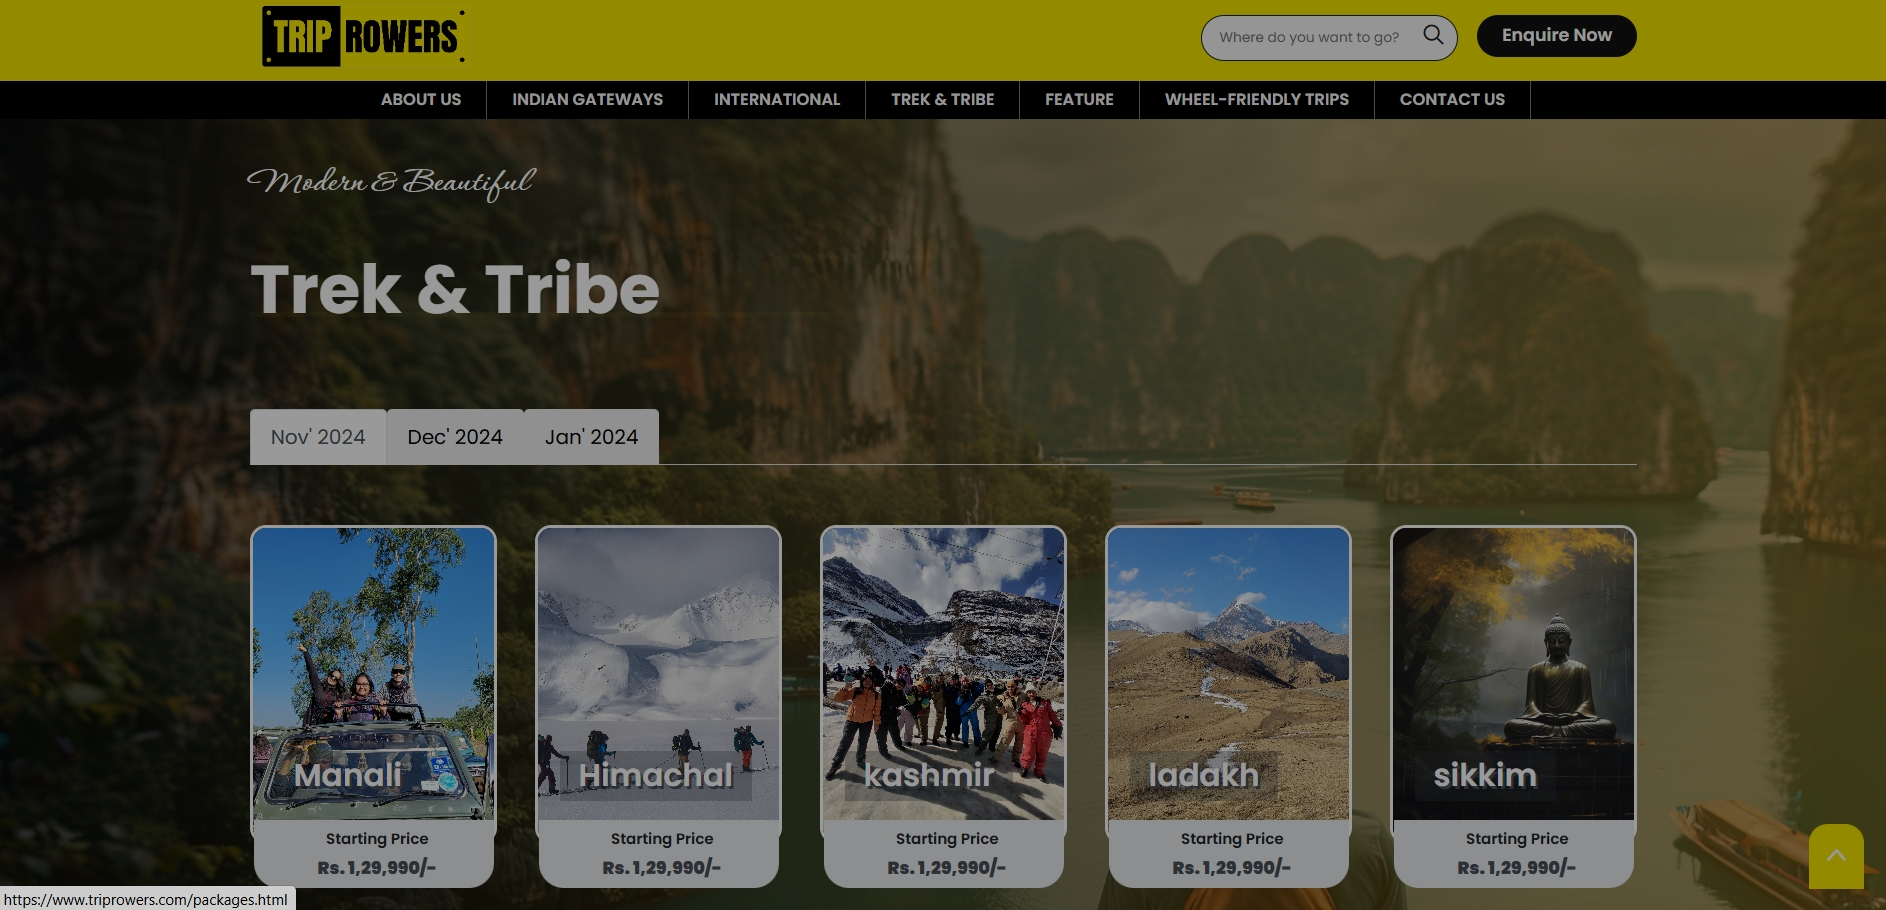 TRIP ROWERS
Where do you want to go?
Enquire Now
ABOUT US
INDIAN GATEWAYS
INTERNATIONAL
TREK & TRIBE
FEATURE
WHEEL-FRIENDLY TRIPS
CONTACT US
Modern & Beautiful
Trek & Tribe
Nov' 2024
Dec' 2024
Jan' 2024
Manali
Starting Price
Rs. 1,29,990/-
Himachal
Starting Price
Rs. 1,29,990/-
kashmir
Starting Price
Rs. 1,29,990/-
ladakh
Starting Price
Rs. 1,29,990/-
sikkim
Starting Price
Rs. 1,29,990/-
https://www.triprowers.com/packages.html